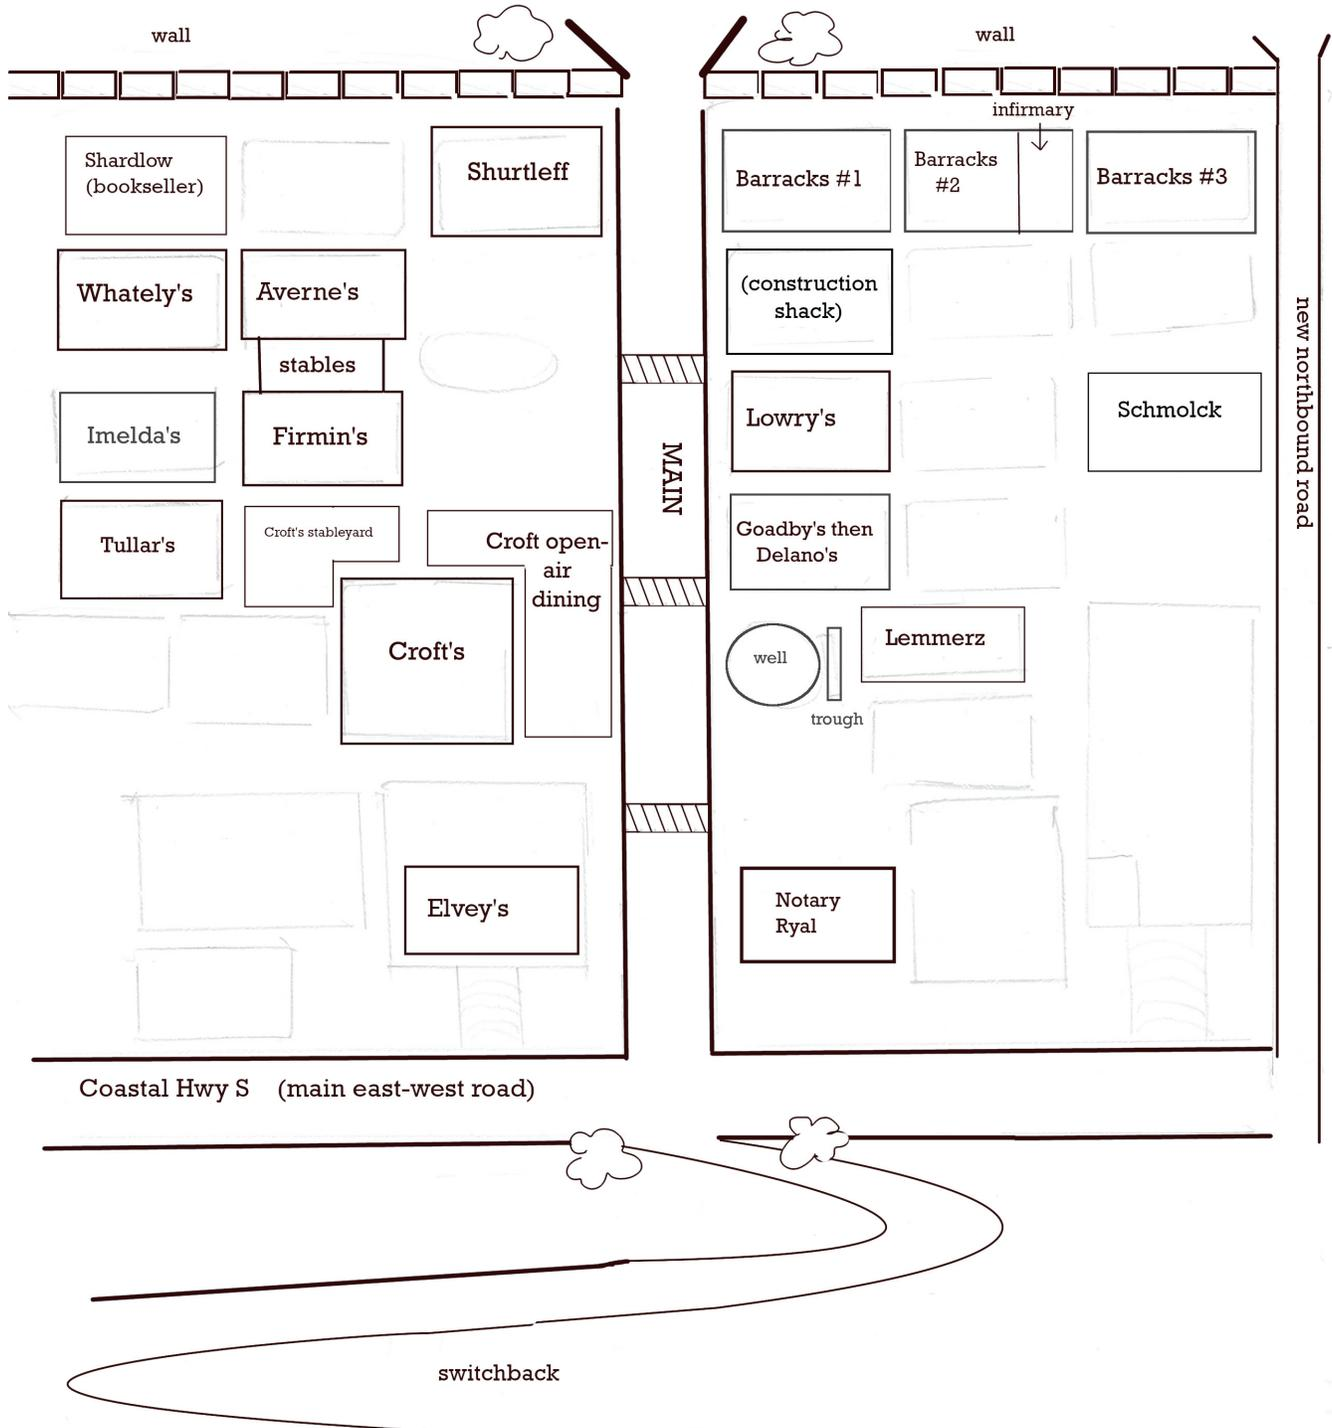 wall
wall
infirmary
Shardlow
(bookseller)
Shurtleff
Barracks #1
Barracks
#2
Barracks #3
Whately's
Averne's
(construction
shack)
stables
new northbound road
Imelda's
Firmin's
MAIN
Lowry's
Schmolck
Tullar's
Croft's stableyard
Croft open-
air
dining
Goadby's then
Delano's
Croft's
well
trough
Lemmerz
Elvey's
Notary
Ryal
Coastal Hwy S (main east-west road)
switchback